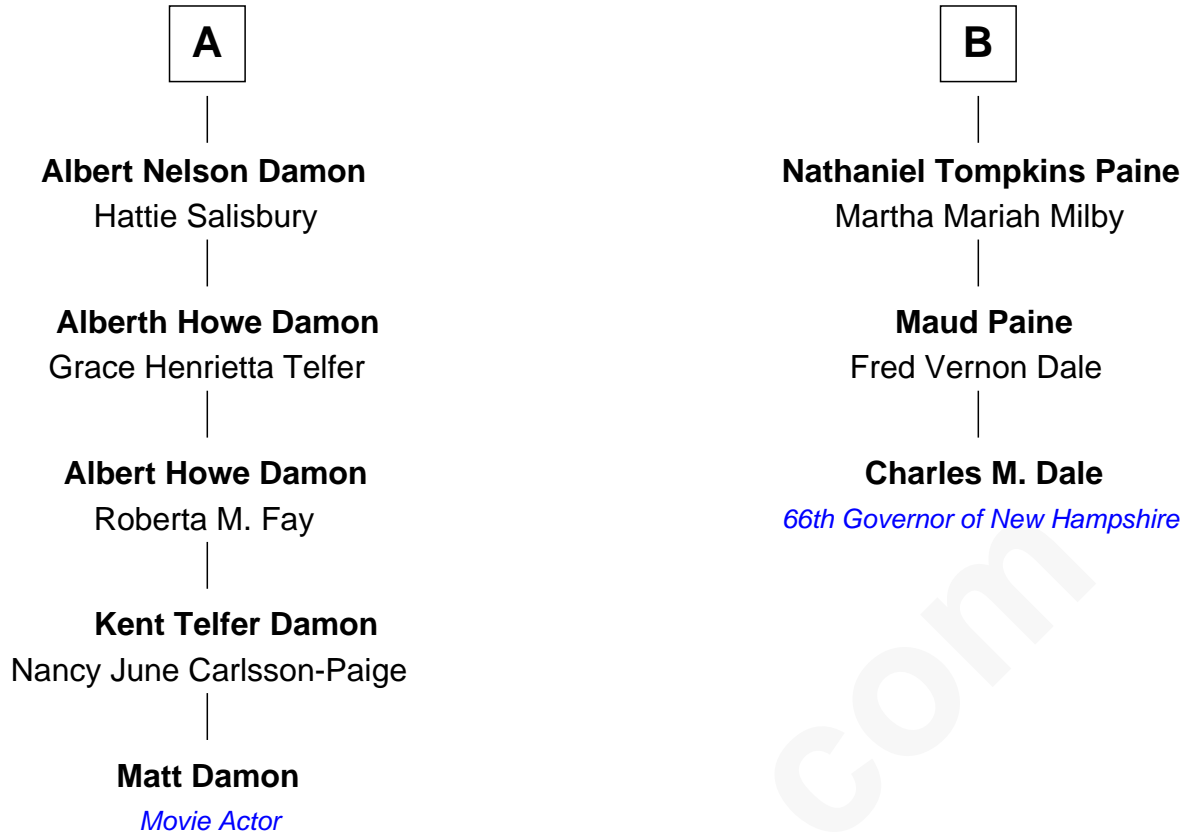 A
Albert Nelson Damon
Hattie Salisbury
Alberth Howe Damon
Grace Henrietta Telfer
Albert Howe Damon
Roberta M. Fay
Kent Telfer Damon
Nancy June Carlsson-Paige
Matt Damon
Movie Actor
B
Nathaniel Tompkins Paine
Martha Mariah Milby
Maud Paine
Fred Vernon Dale
Charles M. Dale
66th Governor of New Hampshire
com